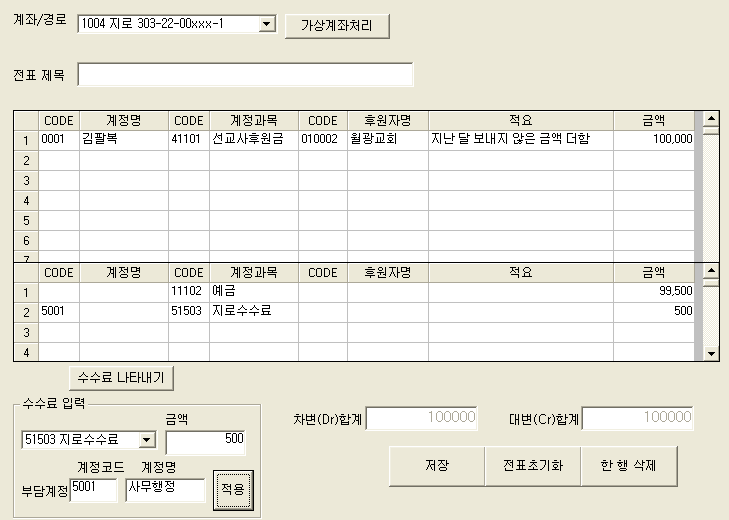 계좌/경로 1004 지로 303-22-00xxx-1 가상계좌처리
전표 제목
CODE 계정명 CODE 계정과목 CODE 후원자명 적요 금액
1 0001 김팔복 41101 선교사후원금 010002 월광교회 지난 달 보내지 않은 금액 더함 100,000
2
3
4
5
6
7
CODE 계정명 CODE 계정과목 CODE 후원자명 적요 금액
1 11102 예금 99,500
2 5001 51503 지로수수료 500
3
4
수수료 나타내기
수수료 입력
금액
51503 지로수수료 500
계정코드 계정명
부담계정 5001 사무행정 적용
차변(Dr)합계 100000 대변(Cr)합계 100000
저장 전표초기화 한 행 삭제